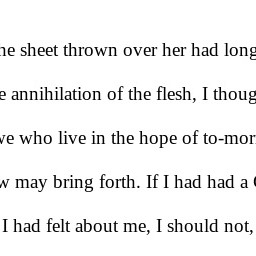 he sheet thrown over her had long
annihilation of the flesh, I thoug
who live in the hope of to-mor
w may bring forth. If I had had a
I had felt about me, I should not,